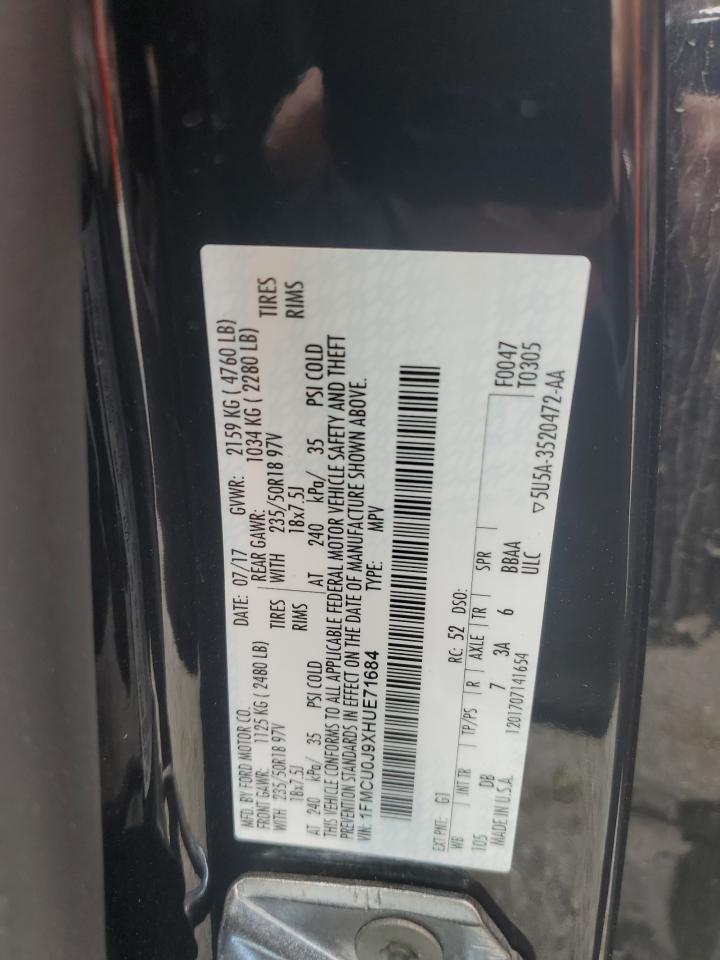 MFD. BY FORD MOTOR CO.
DATE: 07/17 GVWR: 2159 KG ( 4760 LB)
FRONT GAWR: 1125 KG ( 2480 LB) REAR GAWR: 1034 KG ( 2280 LB)
WITH 235/50R18 97V TIRES WITH 235/50R18 97V TIRES
18x7.5J RIMS 18x7.5J RIMS
AT 240 kPa/ 35 PSI COLD AT 240 kPa/ 35 PSI COLD
THIS VEHICLE CONFORMS TO ALL APPLICABLE FEDERAL MOTOR VEHICLE SAFETY AND THEFT
PREVENTION STANDARDS IN EFFECT ON THE DATE OF MANUFACTURE SHOWN ABOVE.
VIN: 1FMCU0J9XHUE71684 TYPE: MPV
EXT PNT: G1 RC: 52 DSO:
WB INT TR TP/PS R AXLE TR SPR F0047
105 DB 7 3A 6 BBAA T0305
MADE IN U.S.A. 1201707141654 ULC
▽5U5A-3520472-AA